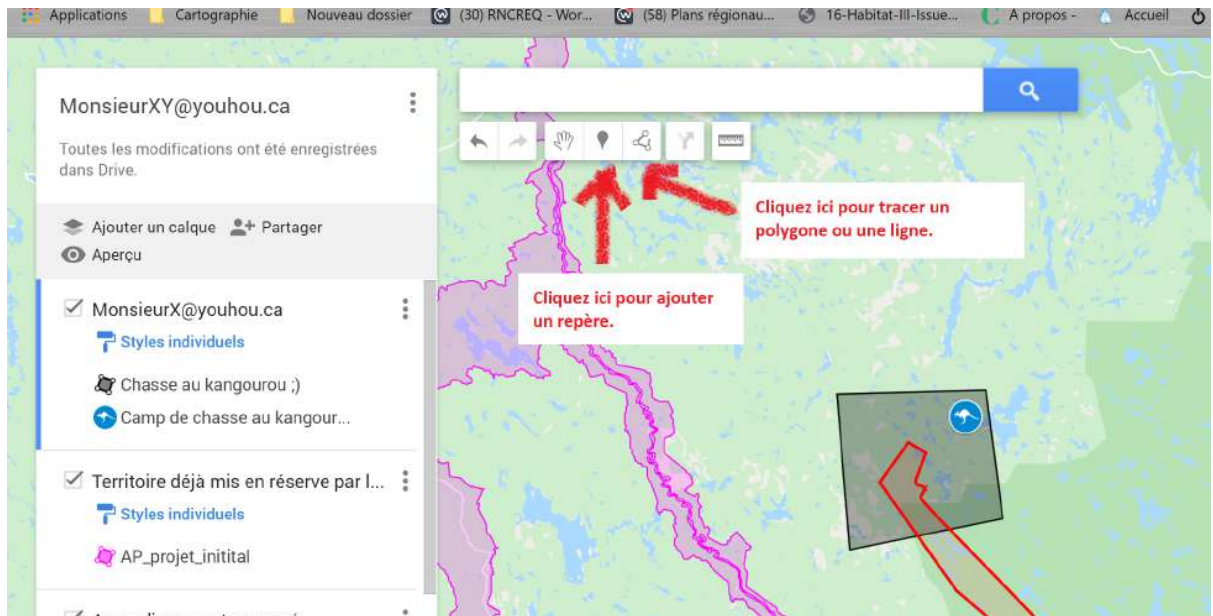 Applications Cartographie Nouveau dossier (30) RNCREQ - Wor... (58) Plans régionau... 16-Habitat-III-Issue... A propos - Accueil
MonsieurXY@youhou.ca
Toutes les modifications ont été enregistrées
dans Drive.
Ajouter un calque Partager
Aperçu
MonsieurX@youhou.ca
Styles individuels
Chasse au kangourou ;)
Camp de chasse au kangour...
Territoire déjà mis en réserve par l...
Styles individuels
AP_projet_initital
Cliquez ici pour tracer un
polygone ou une ligne.
Cliquez ici pour ajouter
un repère.